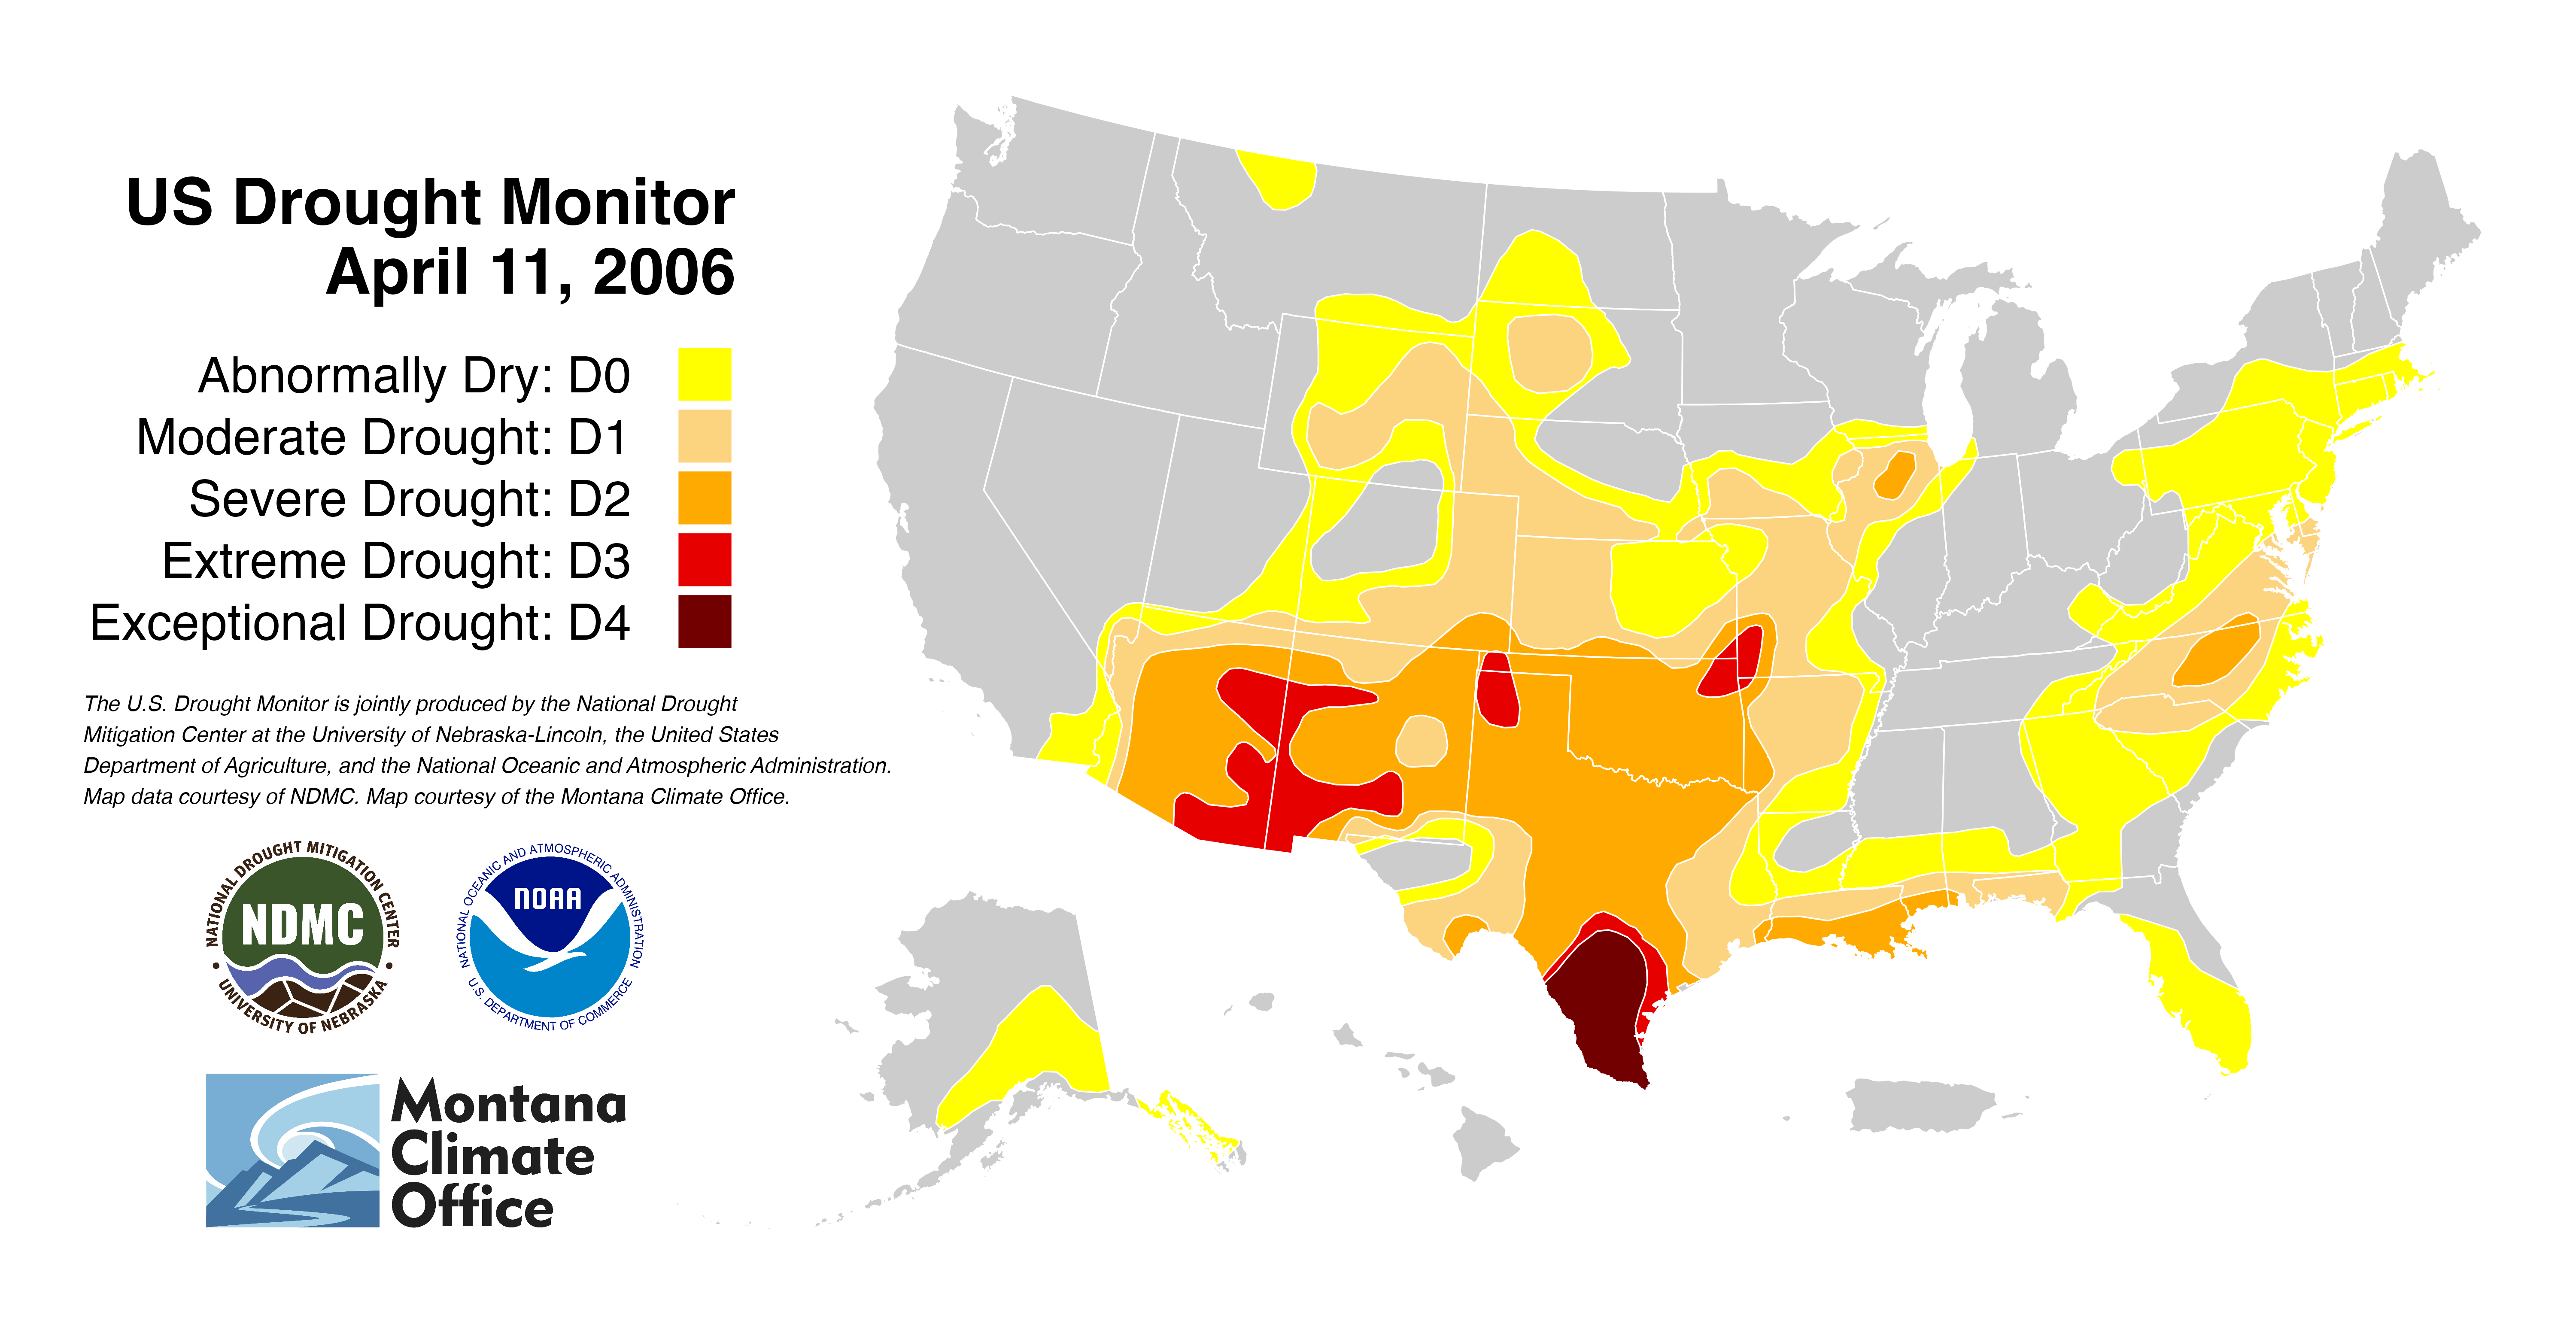 US Drought Monitor
April 11, 2006
Abnormally Dry: D0
Moderate Drought: D1
Severe Drought: D2
Extreme Drought: D3
Exceptional Drought: D4
The U.S. Drought Monitor is jointly produced by the National Drought
Mitigation Center at the University of Nebraska-Lincoln, the United States
Department of Agriculture, and the National Oceanic and Atmospheric Administration.
Map data courtesy of NDMC. Map courtesy of the Montana Climate Office.
NATIONAL DROUGHT MITIGATION CENTER
NDMC
• UNIVERSITY OF NEBRASKA •
NATIONAL OCEANIC AND ATMOSPHERIC ADMINISTRATION
NOAA
U.S. DEPARTMENT OF COMMERCE
Montana
Climate
Office